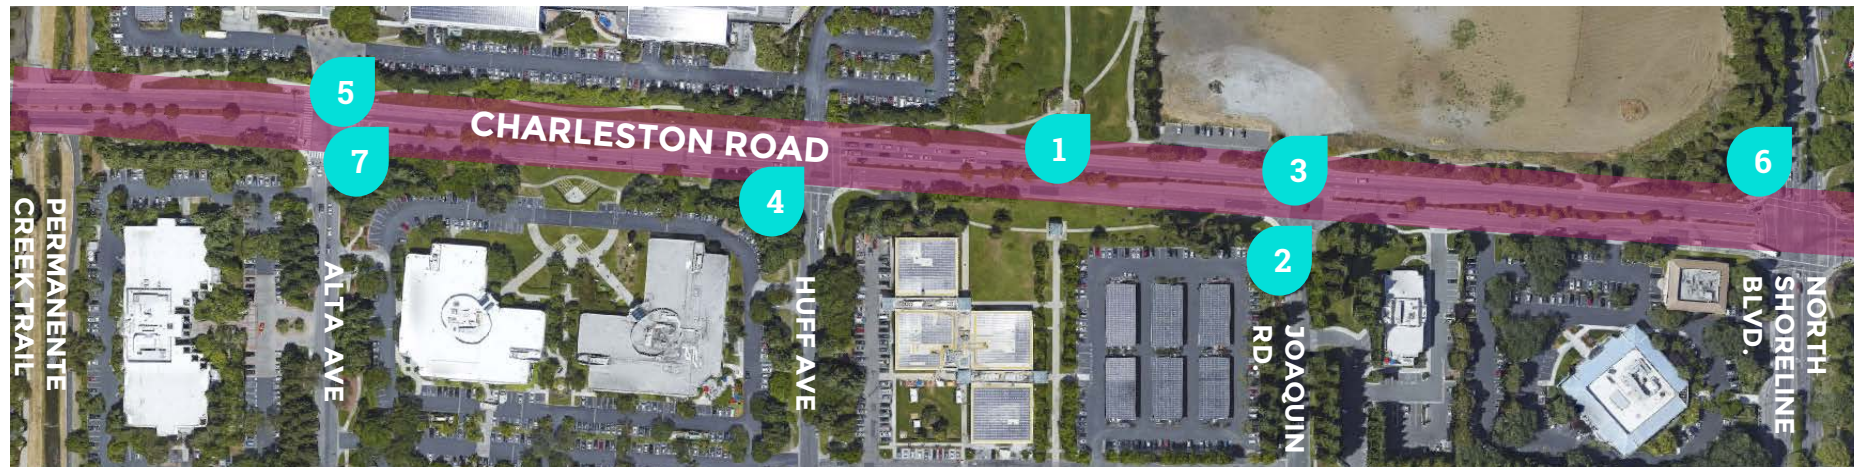 5
7
CHARLESTON ROAD
4
1
3
2
6
PERMANENTE
CREEK TRAIL
ALTA AVE
HUFF AVE
JOAQUIN
RD.
NORTH
SHORELINE
BLVD.